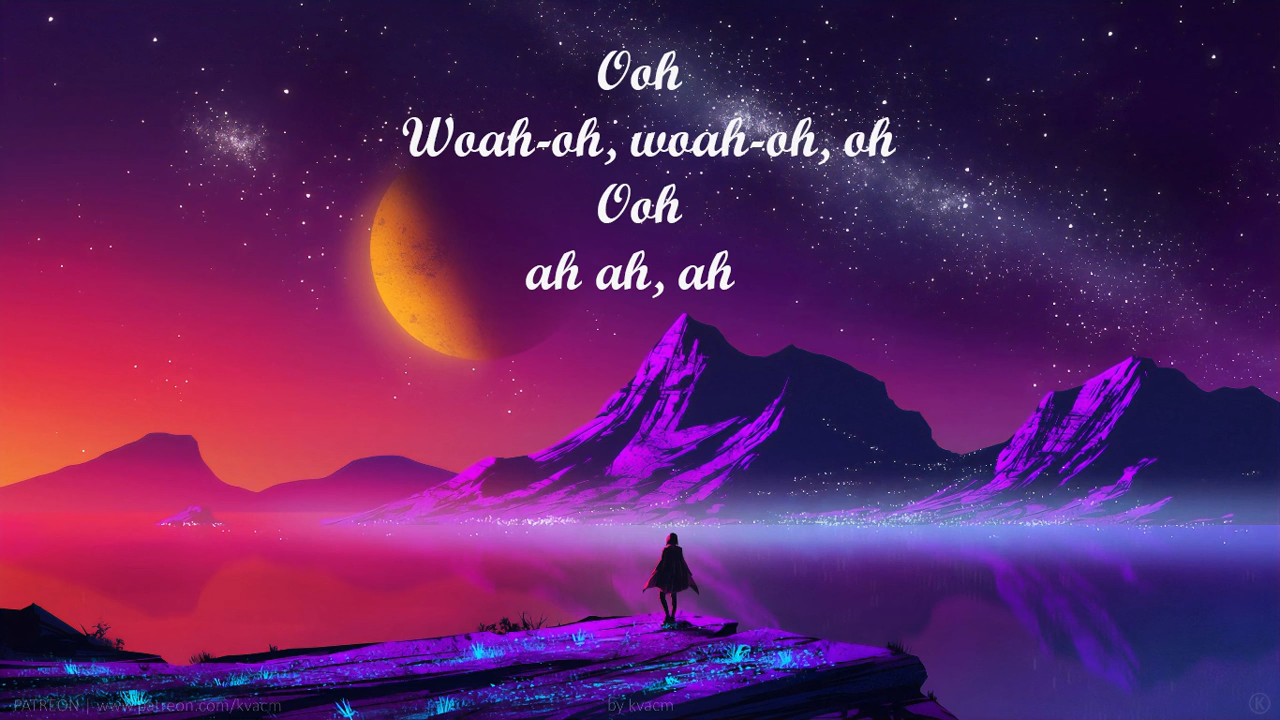 Ooh
Woah-oh, woah-oh, oh
Ooh
ah ah, ah
PATREON | www.patreon.com/kvacm
by kvacm
K